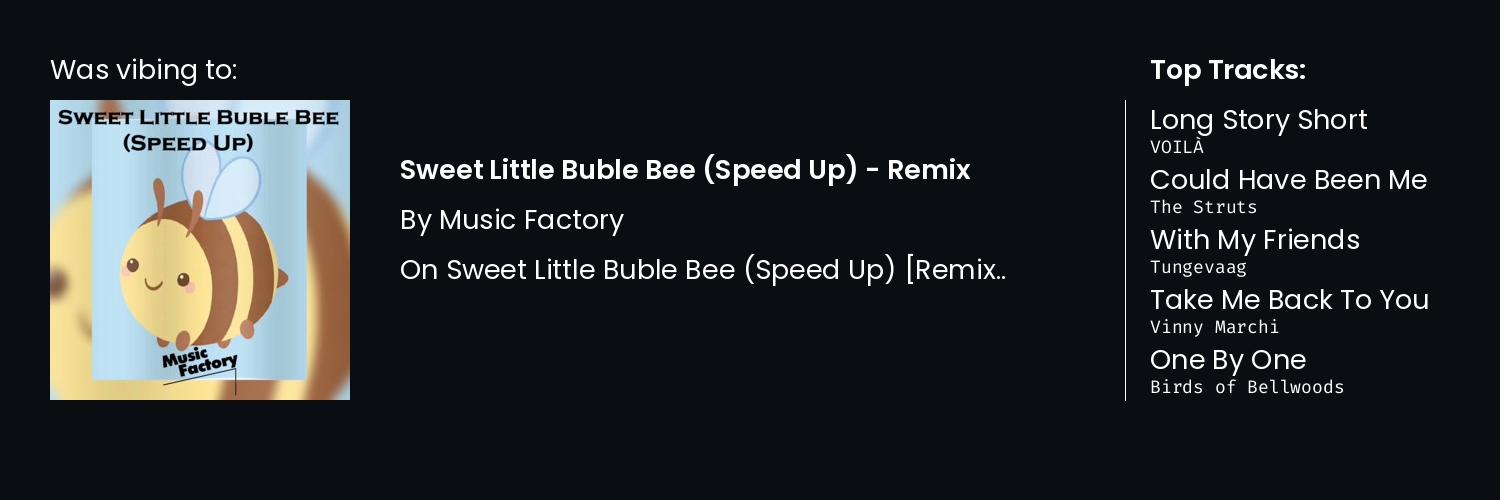 Was vibing to:
SWEET LITTLE BUBLE BEE
(SPEED UP)
Music
Factory
Sweet Little Buble Bee (Speed Up) - Remix
By Music Factory
On Sweet Little Buble Bee (Speed Up) [Remix..
Top Tracks:
Long Story Short
VOILÀ
Could Have Been Me
The Struts
With My Friends
Tungevaag
Take Me Back To You
Vinny Marchi
One By One
Birds of Bellwoods